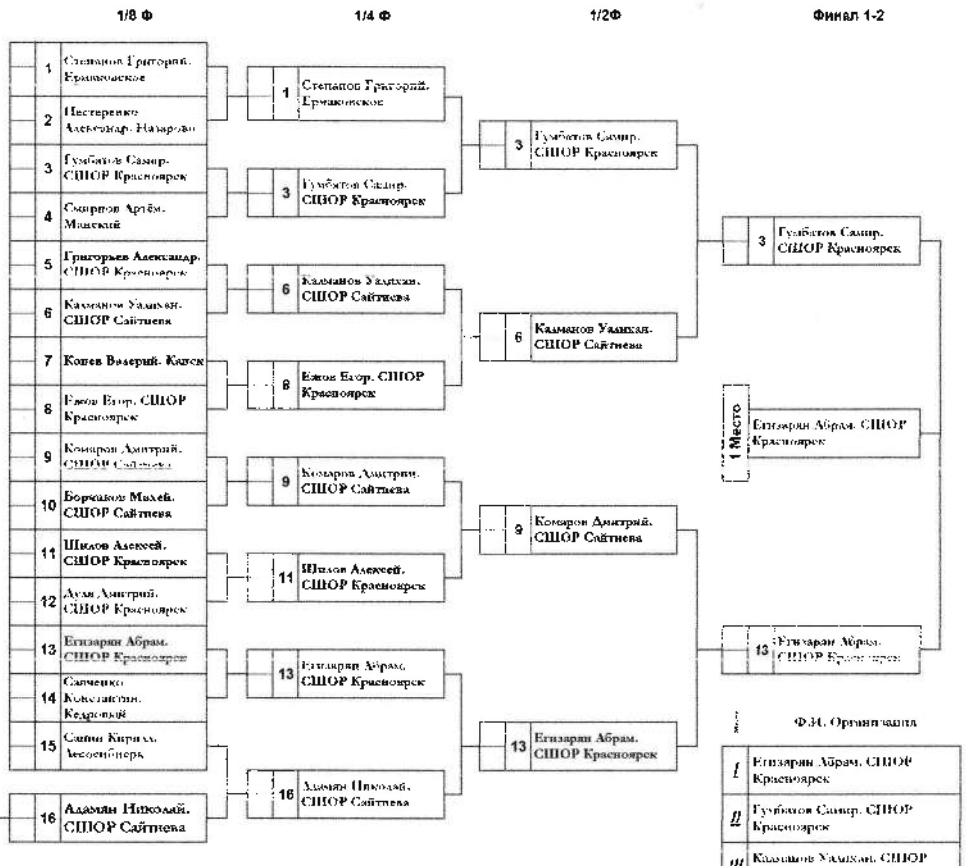 1/8 Ф
1/4 Ф
1/2Ф
Финал 1-2
1
Степанов Григорий.
Ермаковское
2
Нестеренко
Александр. Назарово
3
Гумбатов Самир.
СШОР Красноярск
4
Смирнов Артём.
Манский
5
Григорьев Александр.
СШОР Красноярск
6
Калманов Уалихан.
СШОР Сайтиева
7
Конев Валерий. Канск
8
Ежов Егор. СШОР
Красноярск
9
Комаров Дмитрий.
СШОР Сайтиева
10
Борчаков Михей.
СШОР Сайтиева
11
Шилов Алексей.
СШОР Красноярск
12
Дуля Дмитрий.
СШОР Красноярск
13
Егизарян Абрам.
СШОР Красноярск
14
Савченко
Константин.
Кедровый
15
Санин Кирилл.
Лесосибирск
16
Адамян Николай.
СШОР Сайтиева
1
Степанов Григорий.
Ермаковское
3
Гумбатов Самир.
СШОР Красноярск
6
Калманов Уалихан.
СШОР Сайтиева
8
Ежов Егор. СШОР
Красноярск
9
Комаров Дмитрий.
СШОР Сайтиева
11
Шилов Алексей.
СШОР Красноярск
13
Егизарян Абрам.
СШОР Красноярск
16
Адамян Николай.
СШОР Сайтиева
3
Гумбатов Самир.
СШОР Красноярск
6
Калманов Уалихан.
СШОР Сайтиева
9
Комаров Дмитрий.
СШОР Сайтиева
13
Егизарян Абрам.
СШОР Красноярск
3
Гумбатов Самир.
СШОР Красноярск
1 Место
Егизарян Абрам. СШОР
Красноярск
13
Егизарян Абрам.
СШОР Красноярск
Ф.И. Организация
I
Егизарян Абрам. СШОР
Красноярск
II
Гумбатов Самир. СШОР
Красноярск
III
Калманов Уалихан. СШОР